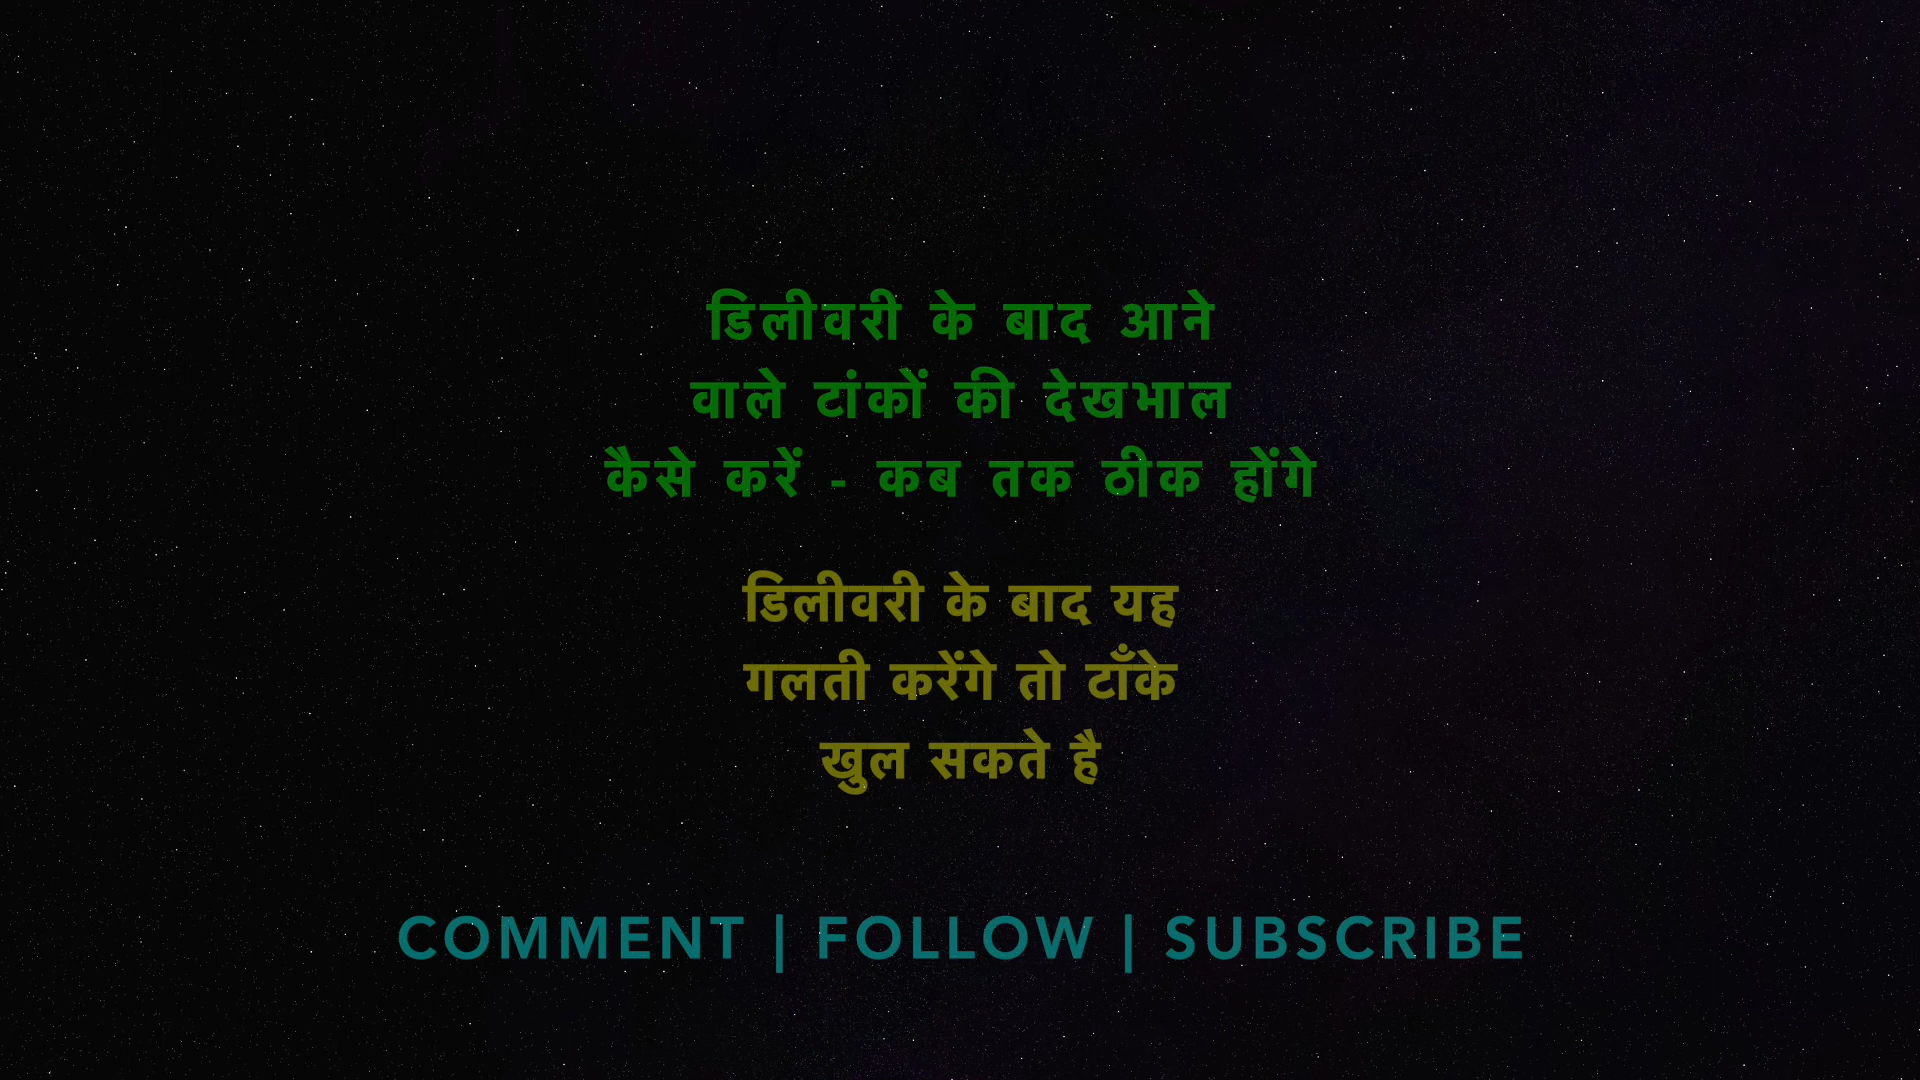 डिलीवरी के बाद आने
वाले टांकों की देखभाल
कैसे करें - कब तक ठीक होंगे
डिलीवरी के बाद यह
गलती करेंगे तो टाँके
खुल सकते है
COMMENT | FOLLOW | SUBSCRIBE